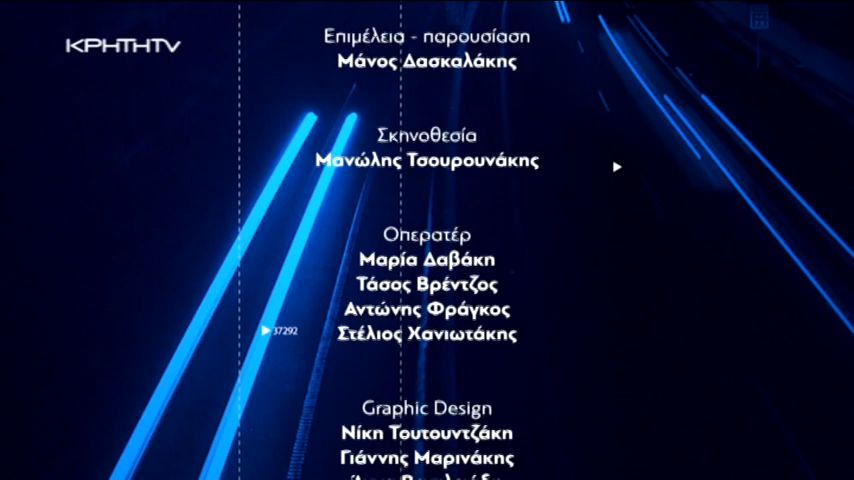 ΚΡΗΤΗTV
Επιμέλεια - παρουσίαση
Μάνος Δασκαλάκης
Σκηνοθεσία
Μανώλης Τσουρουνάκης
Οπερατέρ
Μαρία Δαβάκη
Τάσος Βρέντζος
Αντώνης Φράγκος
Στέλιος Χανιωτάκης
37292
Graphic Design
Νίκη Τουτουντζάκη
Γιάννης Μαρινάκης